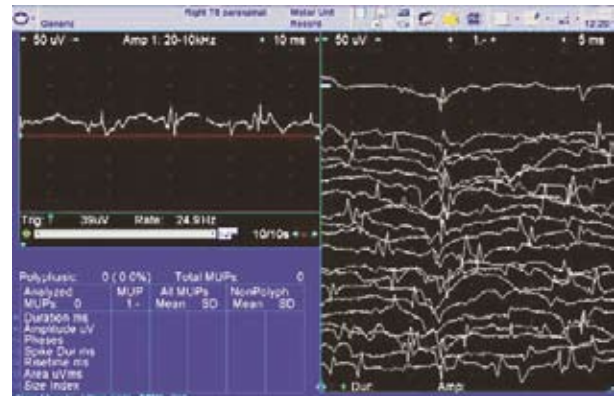 Generic
Right T6 paraspinal
Motor Unit
Record
12:20
50 uV
Amp 1: 20-10kHz
10 ms
50 uV
1.-
5 ms
Trig: 39uV Rate: 24.9Hz
10/10s
Polyphasic: 0 ( 0.0%) Total MUPs: 0
Analyzed MUP All MUPs NonPolyph
MUPs: 0 1 - Mean SD Mean SD
Duration ms
Amplitude uV
Phases
Spike Dur ms
Risetime ms
Area uVms
Size Index
Dur: Amp: